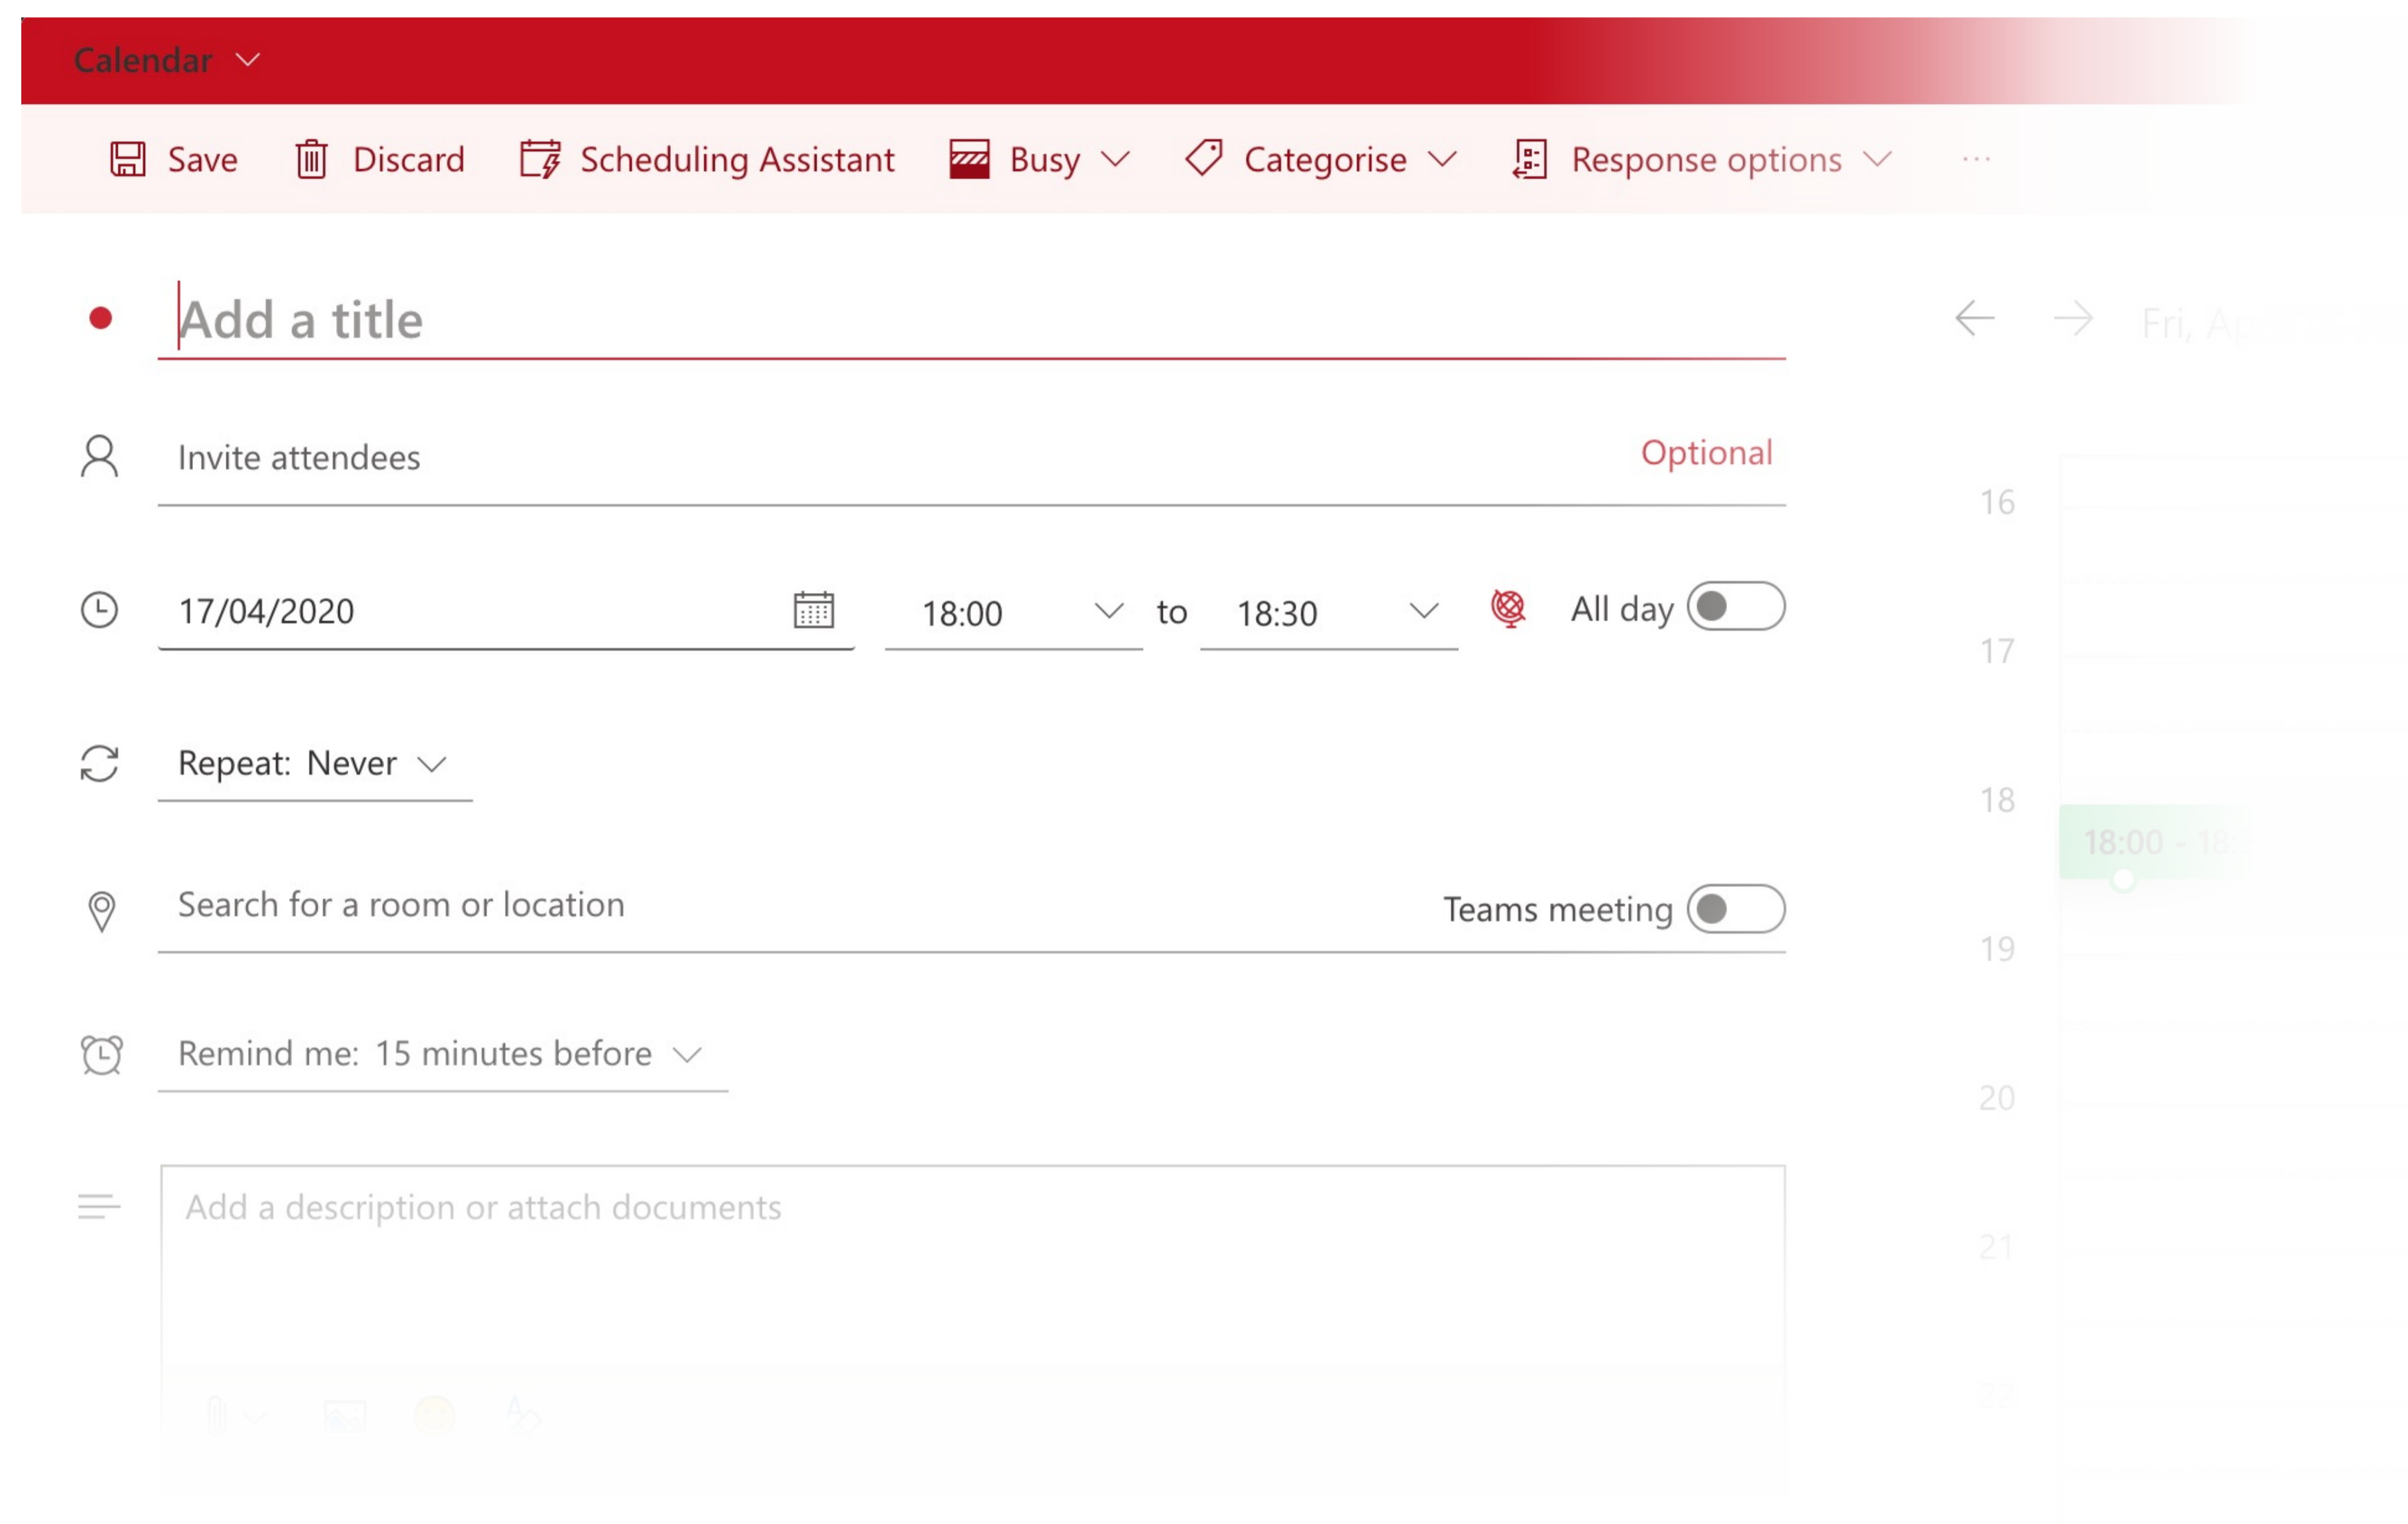 Calendar
Save Discard Scheduling Assistant Busy Categorise Response options ...
Add a title
Fri,
Invite attendees Optional
16
17/04/2020 18:00 to 18:30 All day
17
Repeat: Never
18
18:00 -
Search for a room or location Teams meeting
19
Remind me: 15 minutes before
20
Add a description or attach documents
21
22